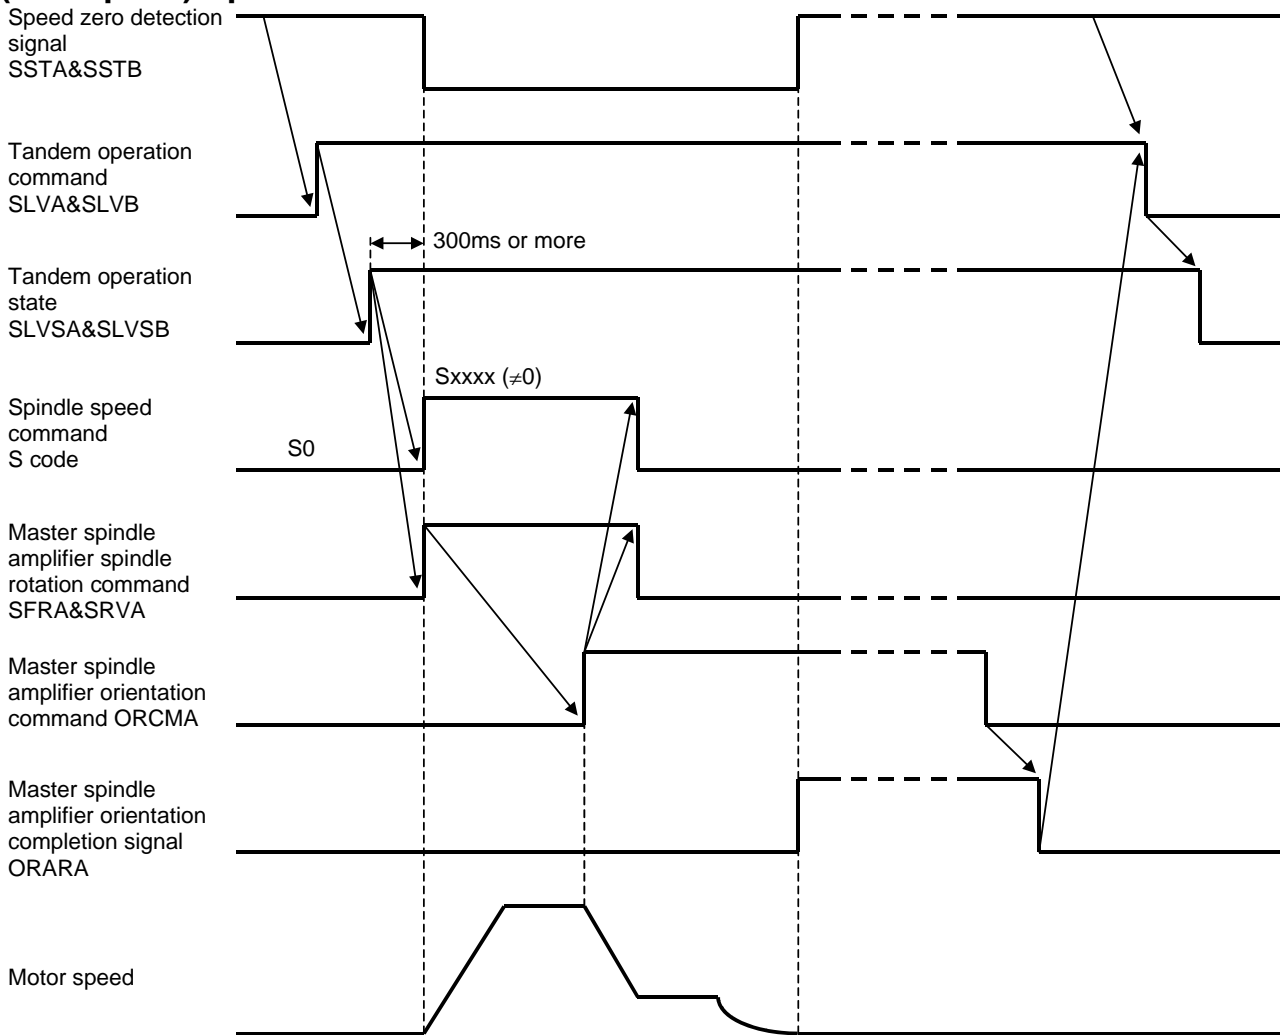 Speed zero detection
signal
SSTA&SSTB
Tandem operation
command
SLVA&SLVB
300ms or more
Tandem operation
state
SLVSA&SLVSB
Sxxxx (≠0)
Spindle speed
command
S code
S0
Master spindle
amplifier spindle
rotation command
SFRA&SRVA
Master spindle
amplifier orientation
command ORCMA
Master spindle
amplifier orientation
completion signal
ORARA
Motor speed